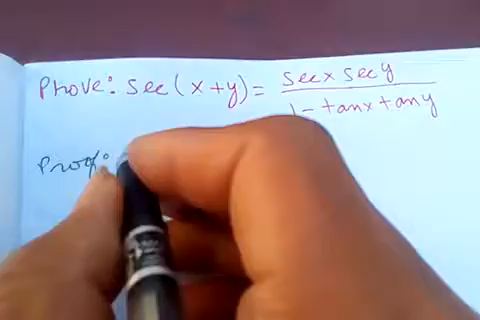 Prove: sec(x+y)= secx secy / 1- tanx tany
Proof: